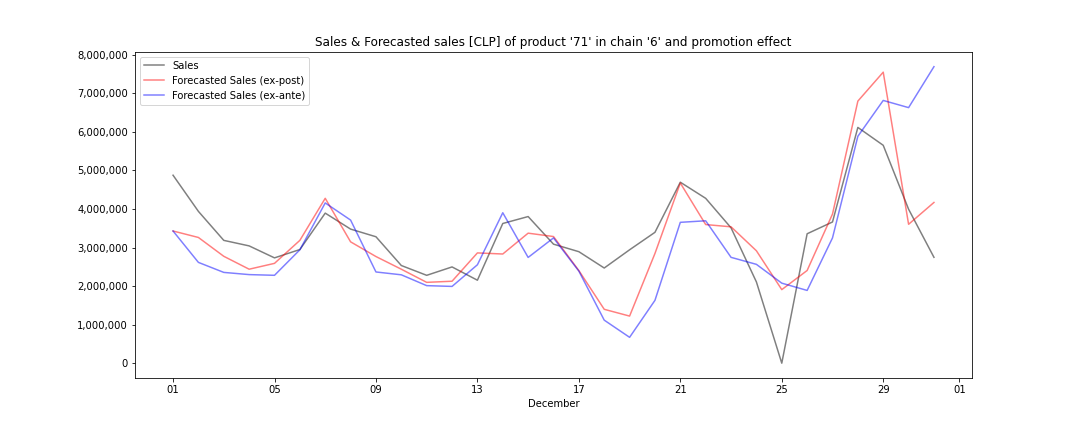 Sales & Forecasted sales [CLP] of product '71' in chain '6' and promotion effect
8,000,000
7,000,000
6,000,000
5,000,000
4,000,000
3,000,000
2,000,000
1,000,000
0
Sales
Forecasted Sales (ex-post)
Forecasted Sales (ex-ante)
01 05 09 13 17 21 25 29 01
December